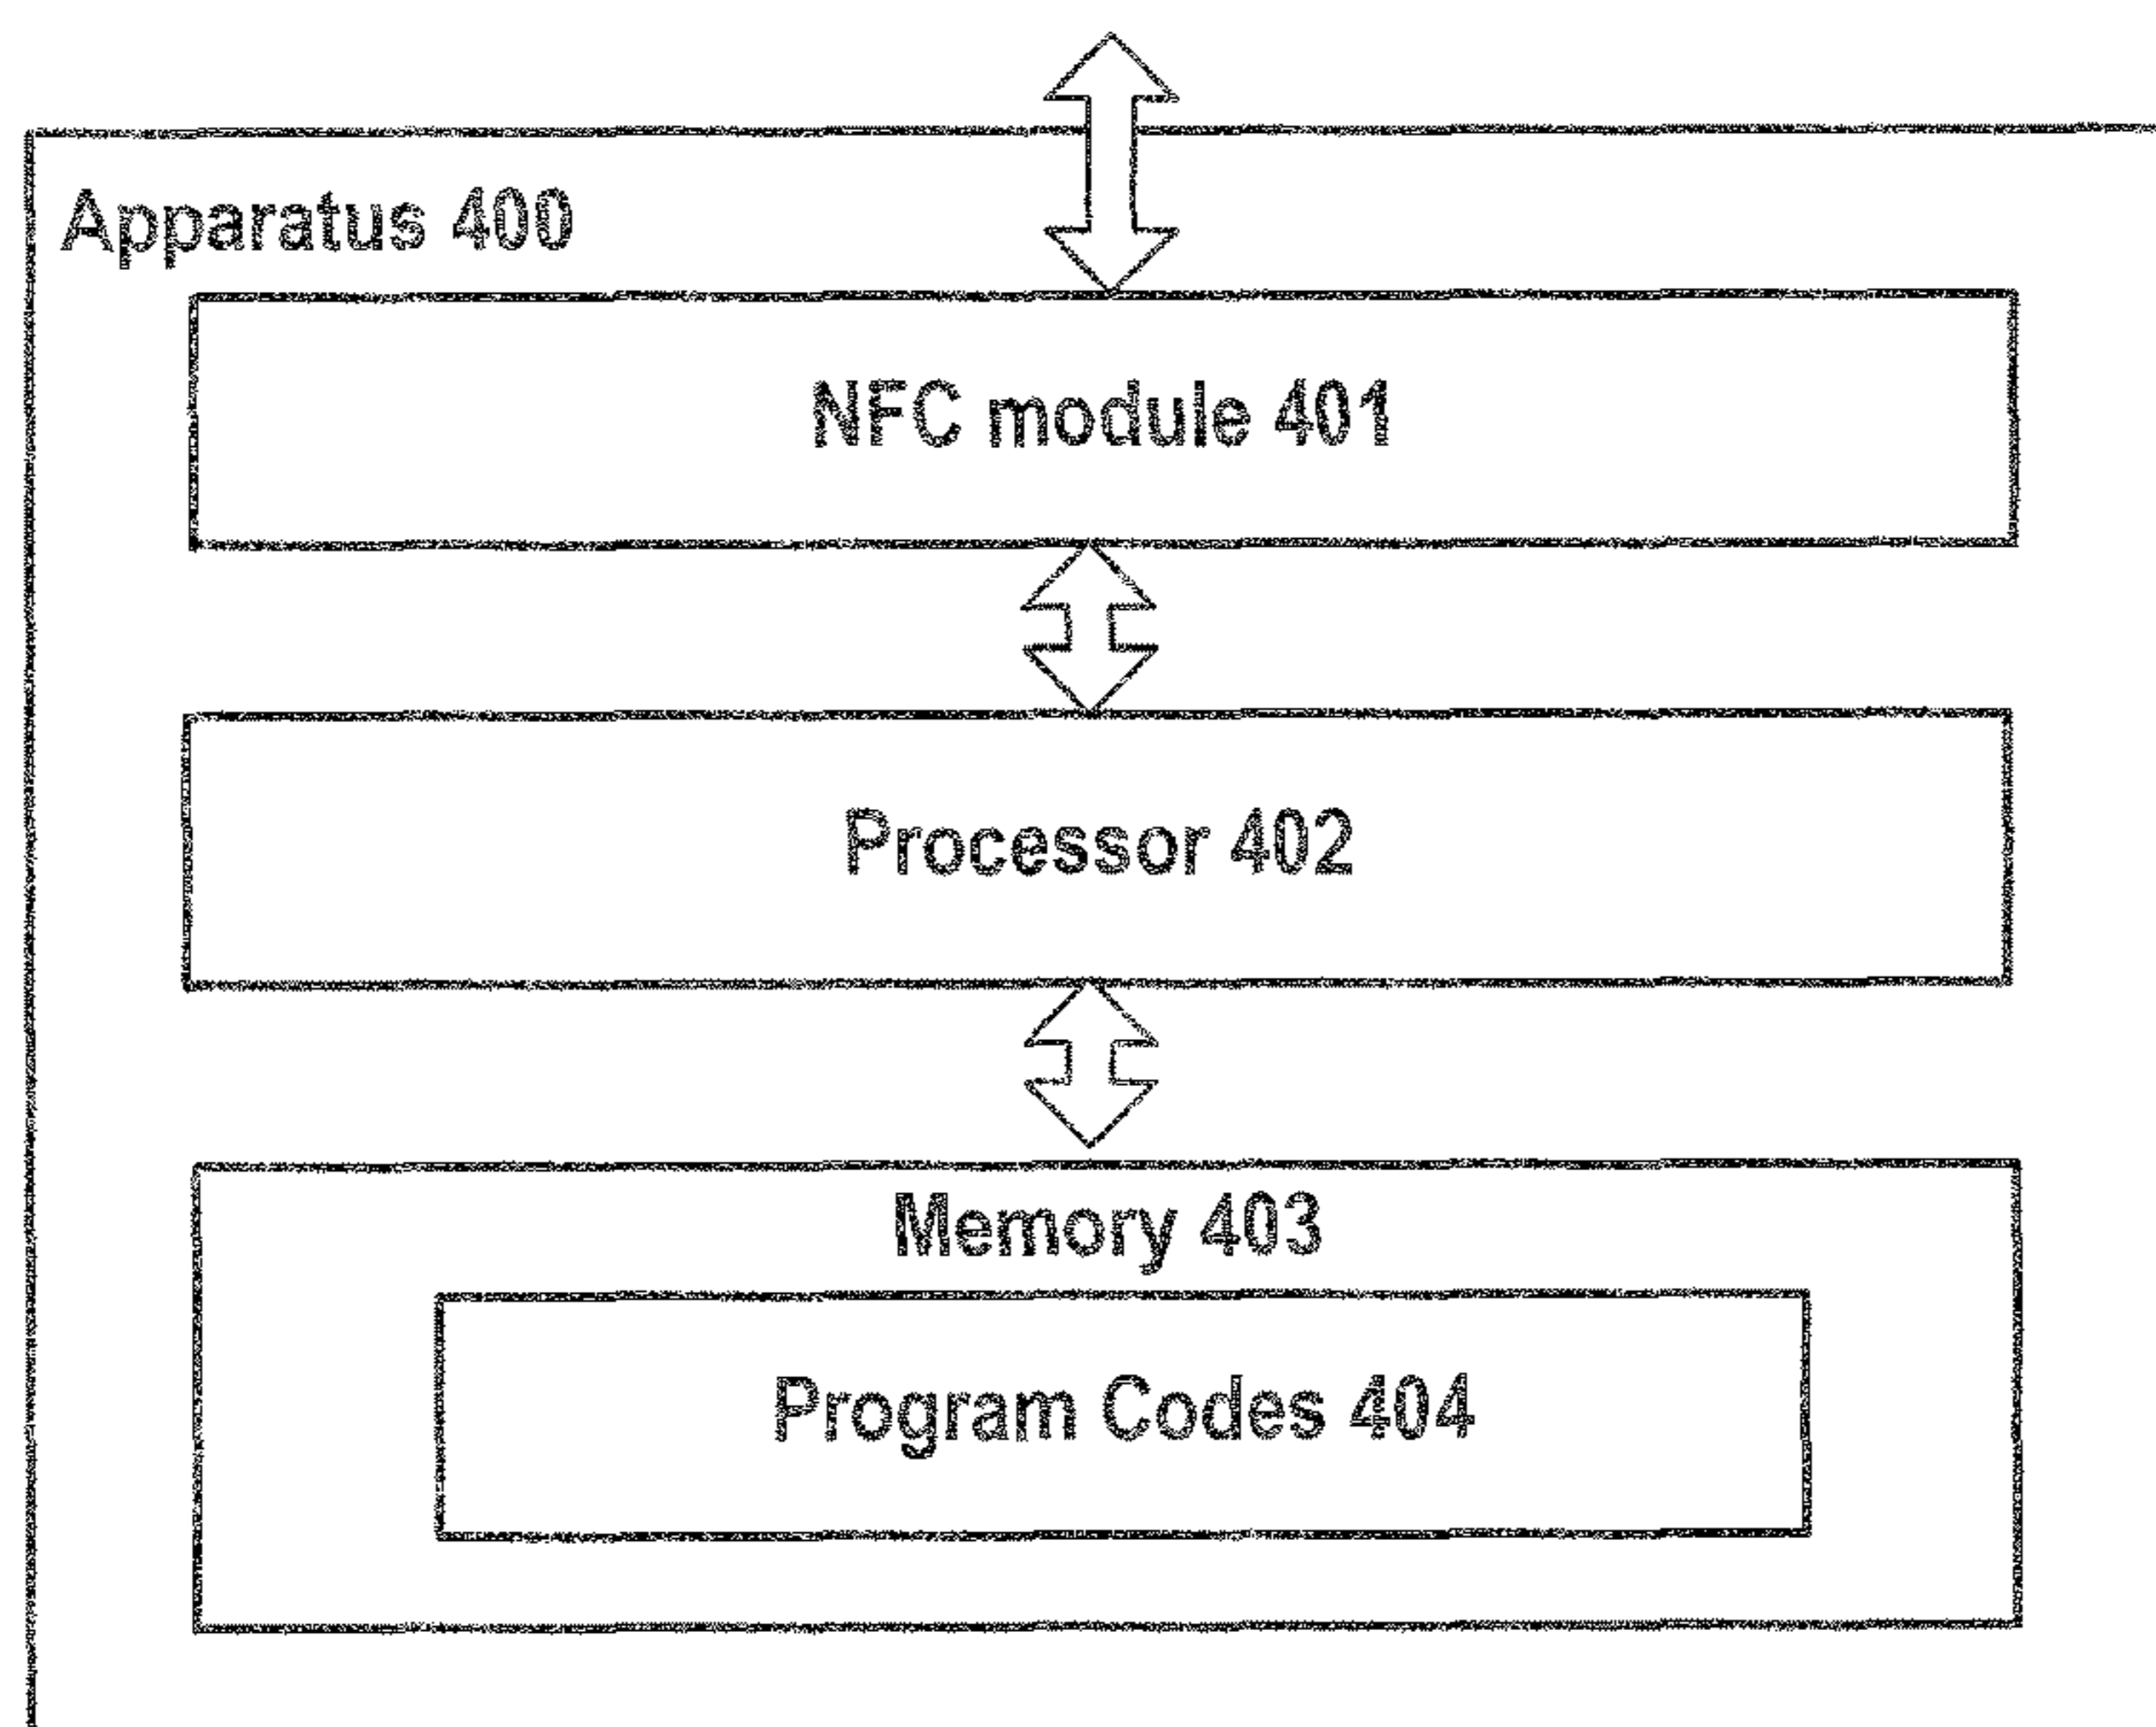 Apparatus 400
NFC module 401
Processor 402
Memory 403
Program Codes 404